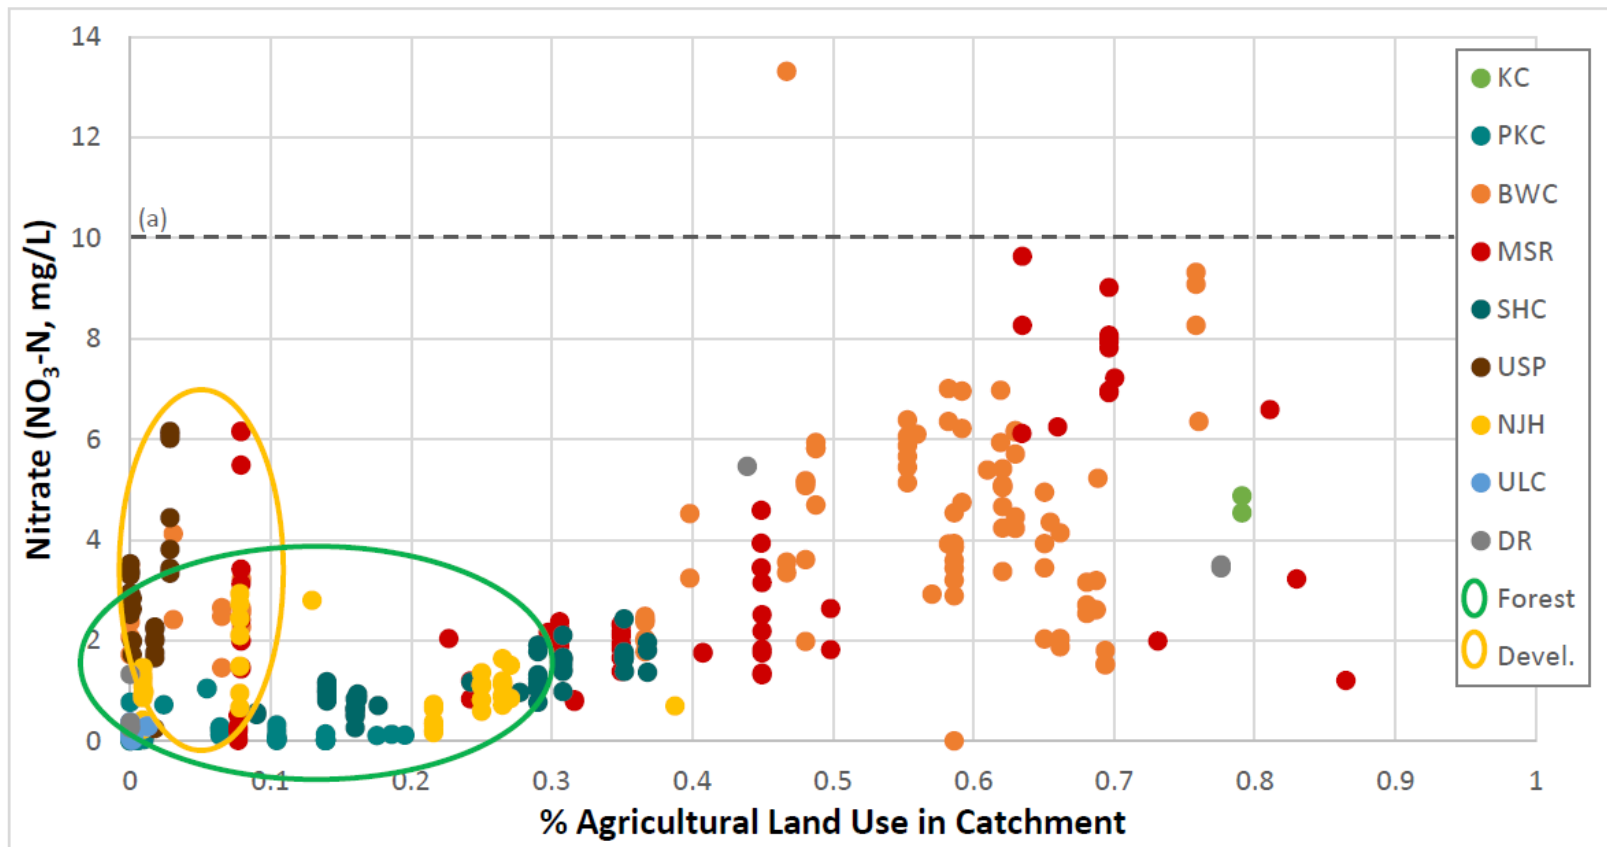 14
12
10
8
6
4
2
0
(a)
Nitrate (NO₃-N, mg/L)
0
0.1
0.2
0.3
0.4
0.5
0.6
0.7
0.8
0.9
1
% Agricultural Land Use in Catchment
KC
PKC
BWC
MSR
SHC
USP
NJH
ULC
DR
Forest
Devel.